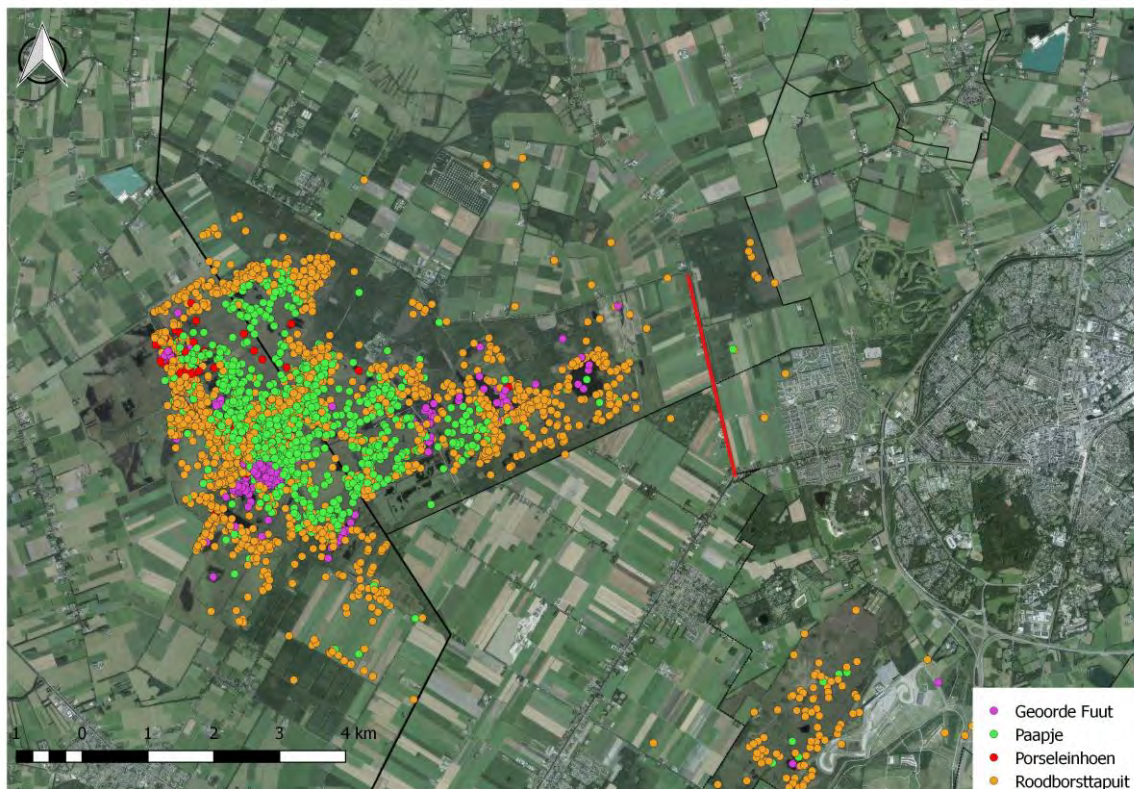 1 0 1 2 3 4 km
Geoorde Fuut
Paapje
Porseleinhoen
Roodborsttapuit